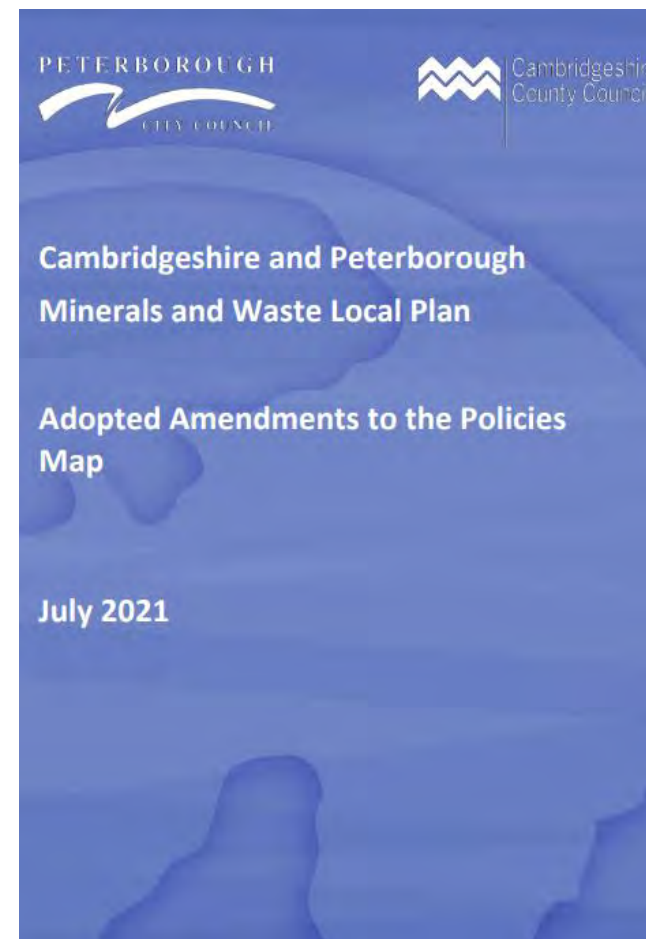 PETERBOROUGH
CITY COUNCIL
Cambridgeshir
County Counci
Cambridgeshire and Peterborough
Minerals and Waste Local Plan
Adopted Amendments to the Policies
Map
July 2021